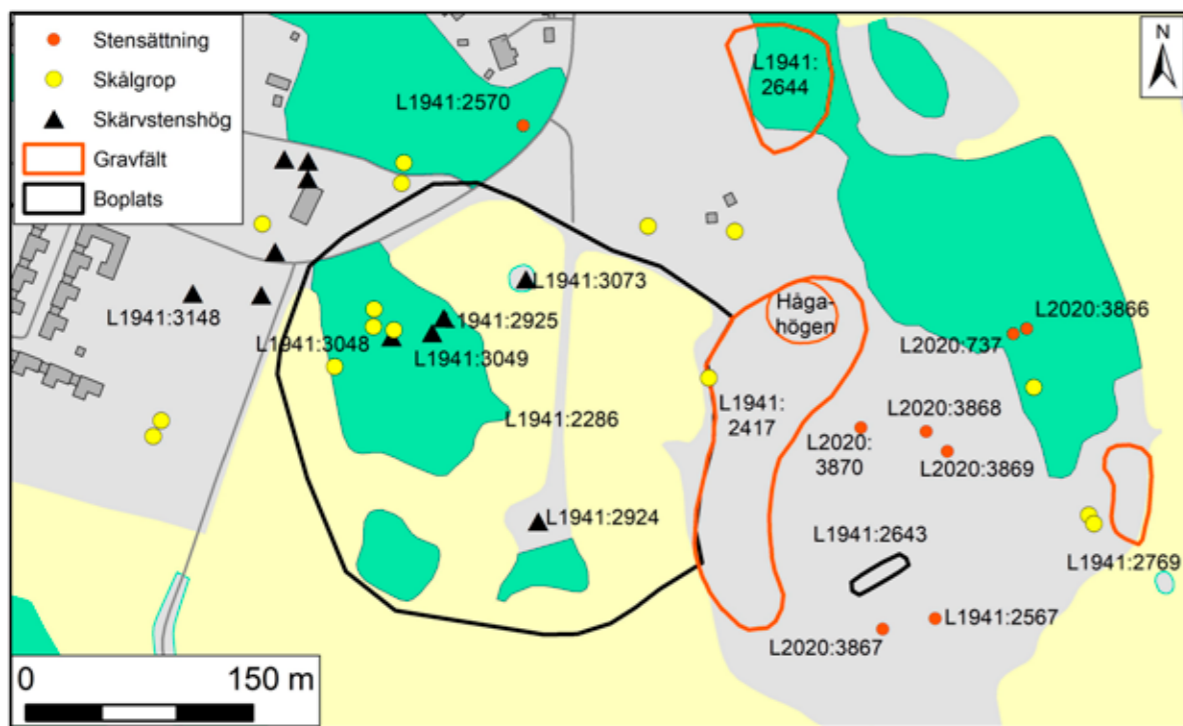 Stensättning
Skålgrop
Skärvstenshög
Gravfält
Boplats
N
L1941:
2644
L1941:2570
L1941:3073
Håga-
högen
L1941:3148
1941:2925
L1941:3048
L1941:3049
L2020:3866
L2020:737
L1941:2286
L1941:
2417
L2020:3868
L2020:
3870
L2020:3869
L1941:2924
L1941:2643
L1941:2769
L1941:2567
L2020:3867
0 150 m